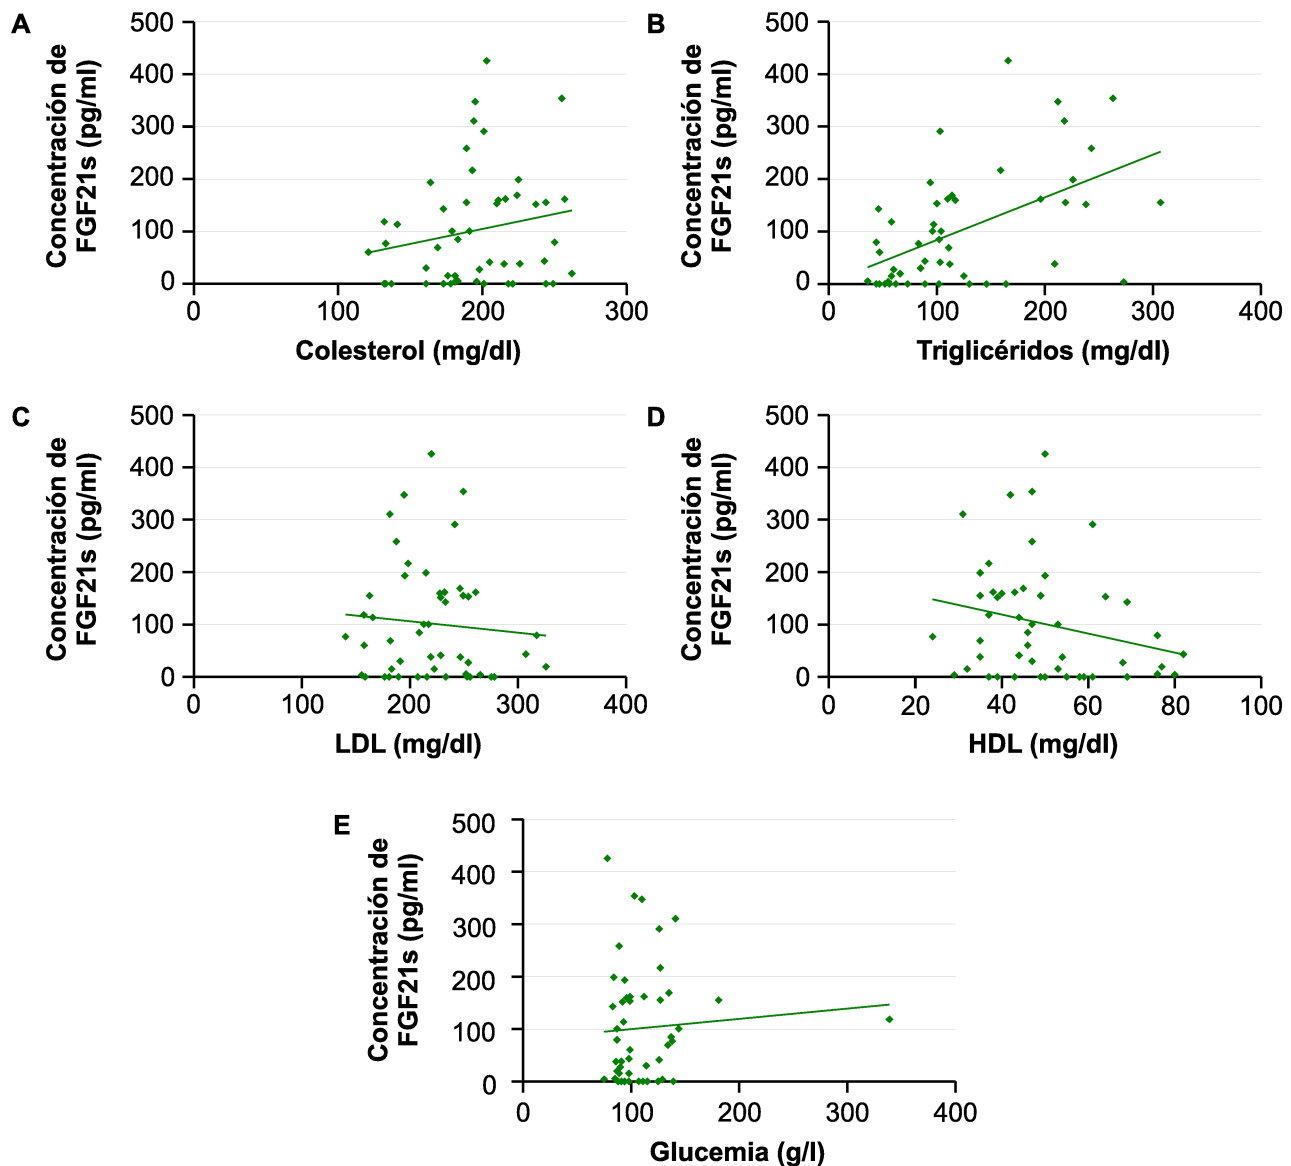 A
Concentración de
FGF21s (pg/ml)
500
400
300
200
100
0
0 100 200 300
Colesterol (mg/dl)
B
Concentración de
FGF21s (pg/ml)
500
400
300
200
100
0
0 100 200 300 400
Triglicéridos (mg/dl)
C
Concentración de
FGF21s (pg/ml)
500
400
300
200
100
0
0 100 200 300 400
LDL (mg/dl)
D
Concentración de
FGF21s (pg/ml)
500
400
300
200
100
0
0 20 40 60 80 100
HDL (mg/dl)
E
Concentración de
FGF21s (pg/ml)
500
400
300
200
100
0
0 100 200 300 400
Glucemia (g/l)